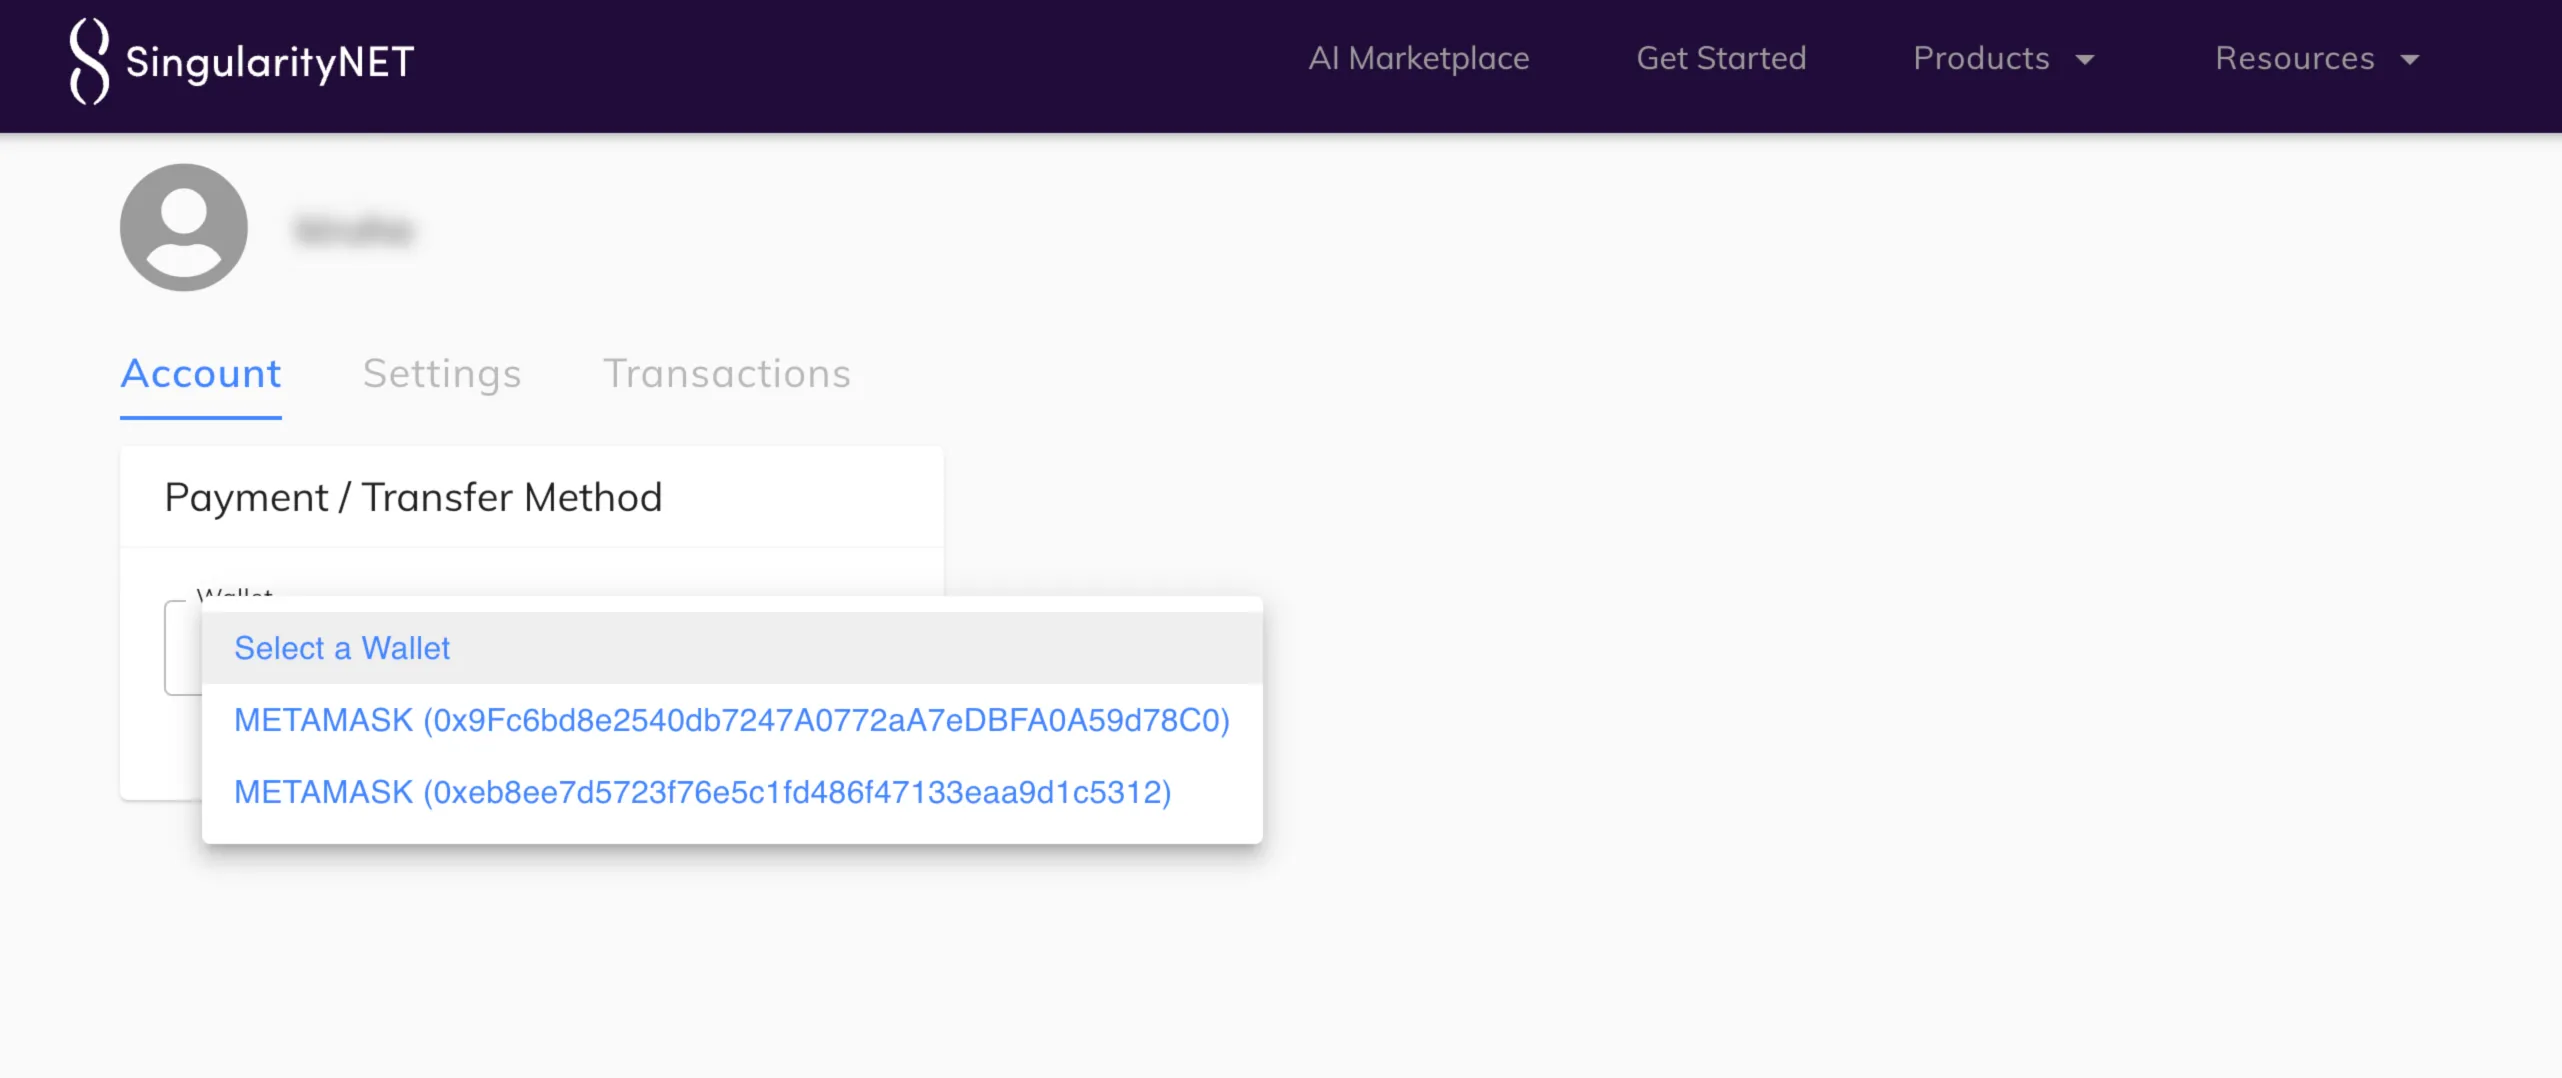 SingularityNET
AI Marketplace
Get Started
Products
Resources
Account
Settings
Transactions
Payment / Transfer Method
Wallet
Select a Wallet
METAMASK (0x9Fc6bd8e2540db7247A0772aA7eDBFA0A59d78C0)
METAMASK (0xeb8ee7d5723f76e5c1fd486f47133eaa9d1c5312)